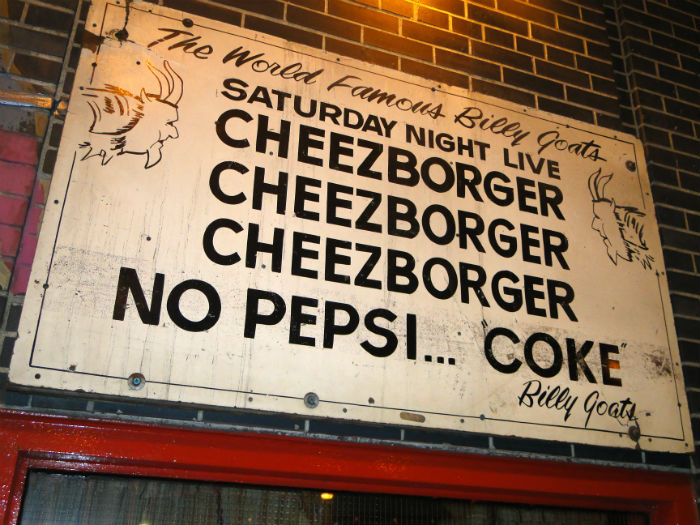 The World Famous Billy Goats
SATURDAY NIGHT LIVE
CHEEZBORGER
CHEEZBORGER
CHEEZBORGER
NO PEPSI... "COKE"
Billy Goats